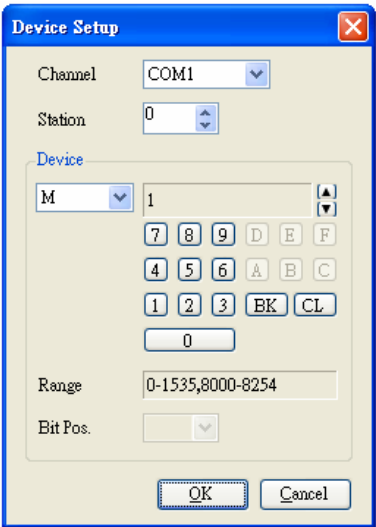 Device Setup
Channel COM1
Station 0
Device
M 1
7 8 9 D E F
4 5 6 A B C
1 2 3 BK CL
0
Range 0-1535,8000-8254
Bit Pos.
OK Cancel